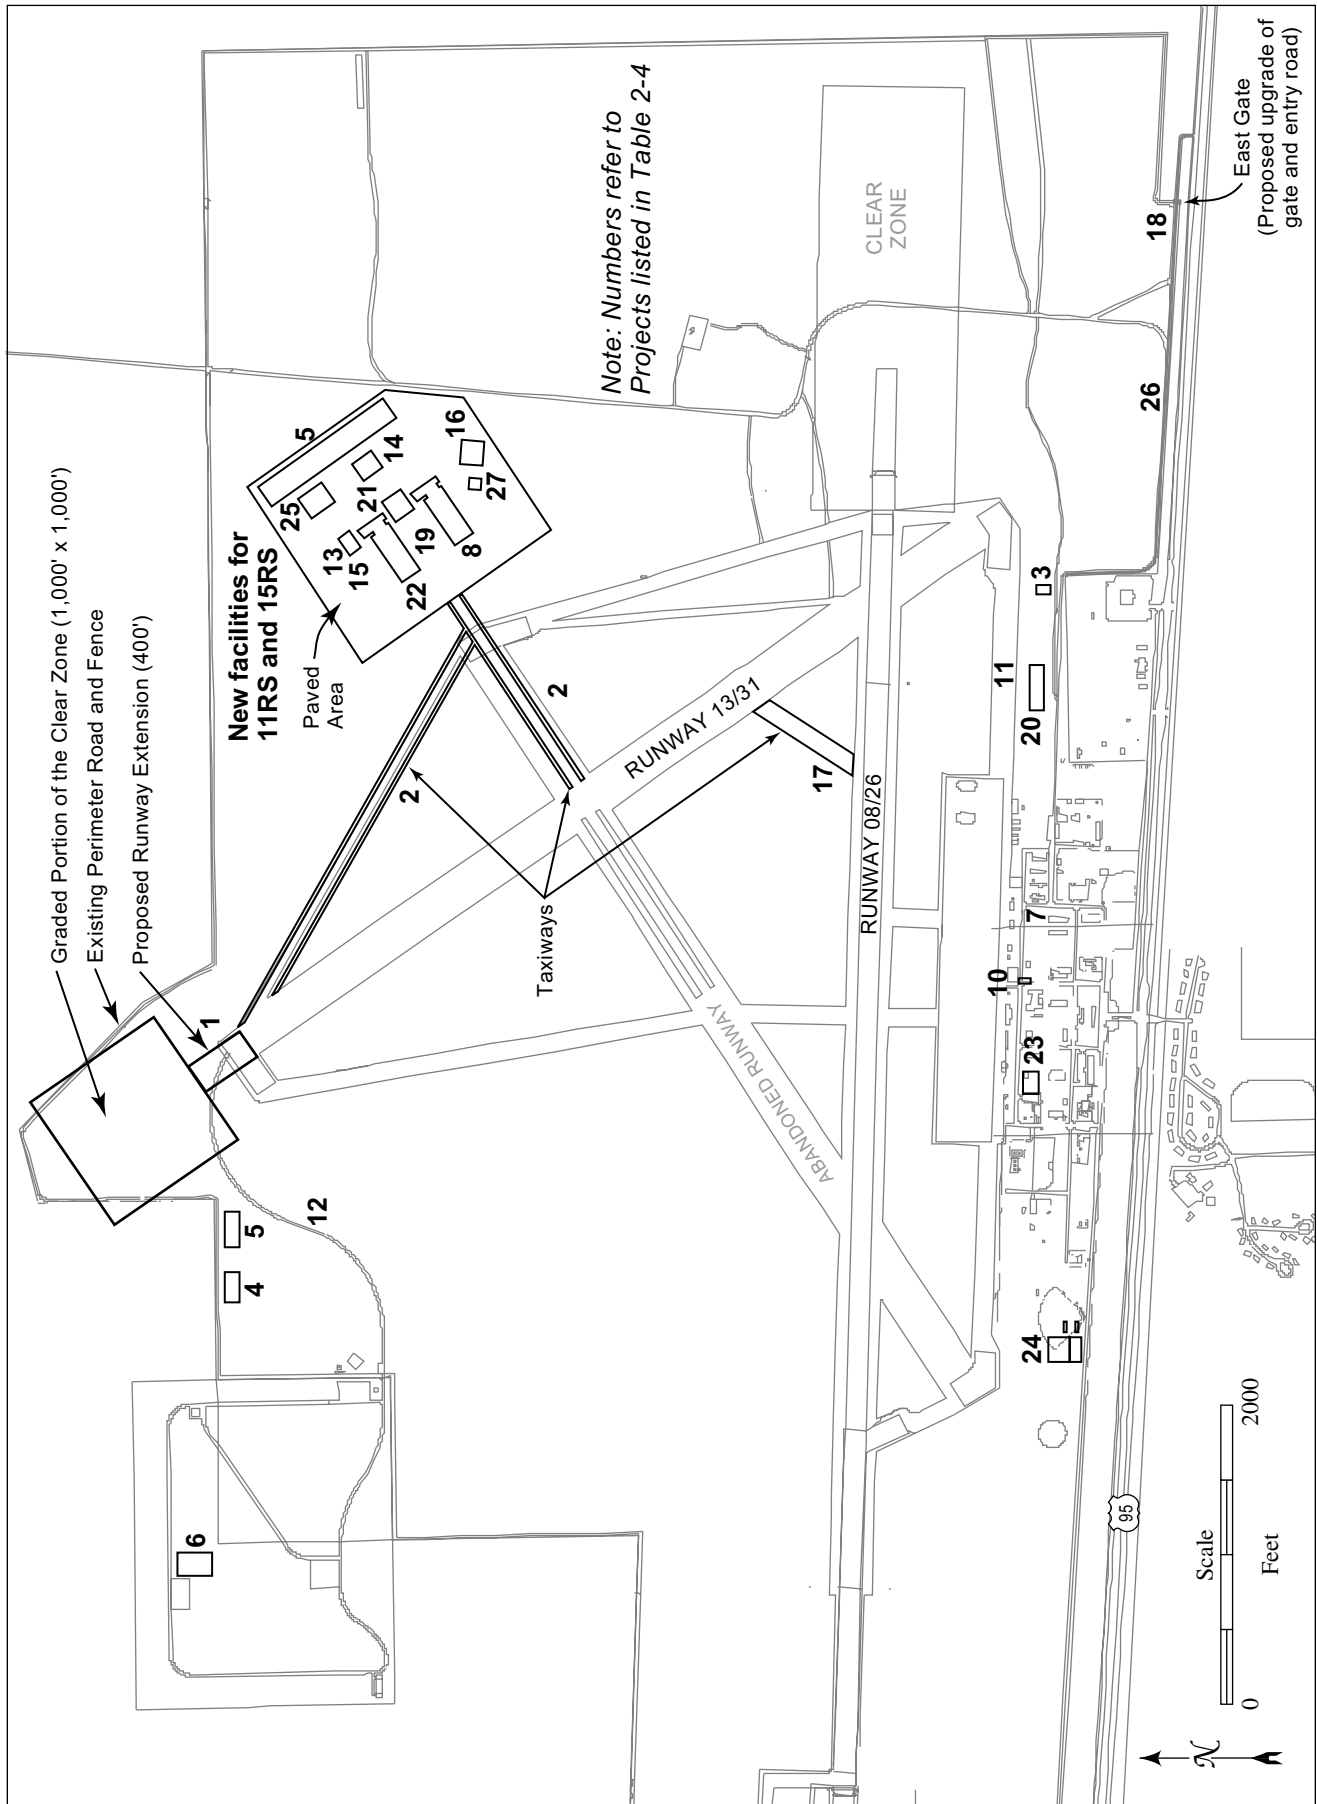 Graded Portion of the Clear Zone (1,000' x 1,000')
Existing Perimeter Road and Fence
Proposed Runway Extension (400')
1
New facilities for
11RS and 15RS
Paved
Area
5
25
14
21
13
15
16
27
19
8
22
Note: Numbers refer to
Projects listed in Table 2-4
2
2
12
5
4
6
Taxiways
RUNWAY 13/31
17
RUNWAY 08/26
ABANDONED RUNWAY
CLEAR
ZONE
11
3
20
7
10
23
24
26
18
East Gate
(Proposed upgrade of
gate and entry road)
95
Scale
0
2000
Feet
N